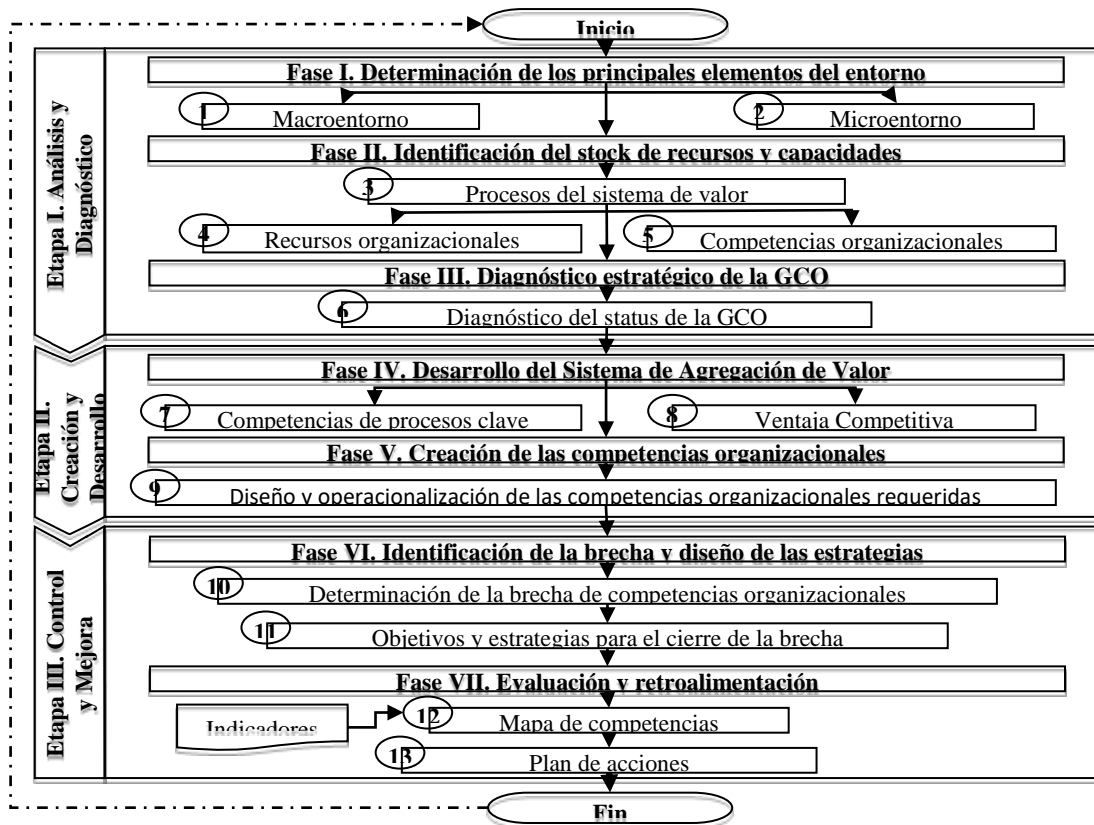 Inicio
Etapa I. Análisis y
Diagnóstico
Fase I. Determinación de los principales elementos del entorno
1 Macroentorno
2 Microentorno
Fase II. Identificación del stock de recursos y capacidades
3 Procesos del sistema de valor
4 Recursos organizacionales
5 Competencias organizacionales
Fase III. Diagnóstico estratégico de la GCO
6 Diagnóstico del status de la GCO
Etapa II.
Creación y
Desarrollo
Fase IV. Desarrollo del Sistema de Agregación de Valor
7 Competencias de procesos clave
8 Ventaja Competitiva
Fase V. Creación de las competencias organizacionales
9 Diseño y operacionalización de las competencias organizacionales requeridas
Etapa III. Control
y Mejora
Fase VI. Identificación de la brecha y diseño de las estrategias
10 Determinación de la brecha de competencias organizacionales
11 Objetivos y estrategias para el cierre de la brecha
Fase VII. Evaluación y retroalimentación
Indicadores
12 Mapa de competencias
13 Plan de acciones
Fin